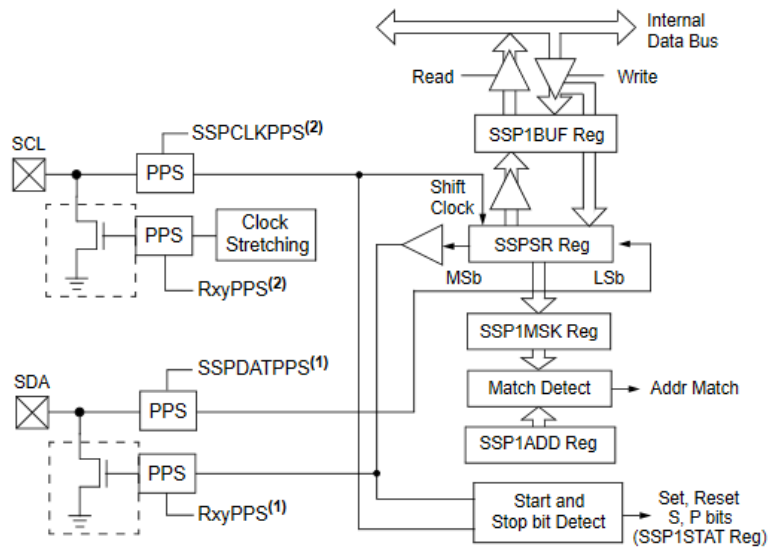 Internal
Data Bus
Read
Write
SSP1BUF Reg
SCL
SSPCLKPPS(2)
PPS
Shift
Clock
PPS
Clock
Stretching
SSPSR Reg
MSb
LSb
RxyPPS(2)
SSP1MSK Reg
SSPDATPPS(1)
SDA
PPS
Match Detect
Addr Match
SSP1ADD Reg
PPS
RxyPPS(1)
Start and
Stop bit Detect
Set, Reset
S, P bits
(SSP1STAT Reg)